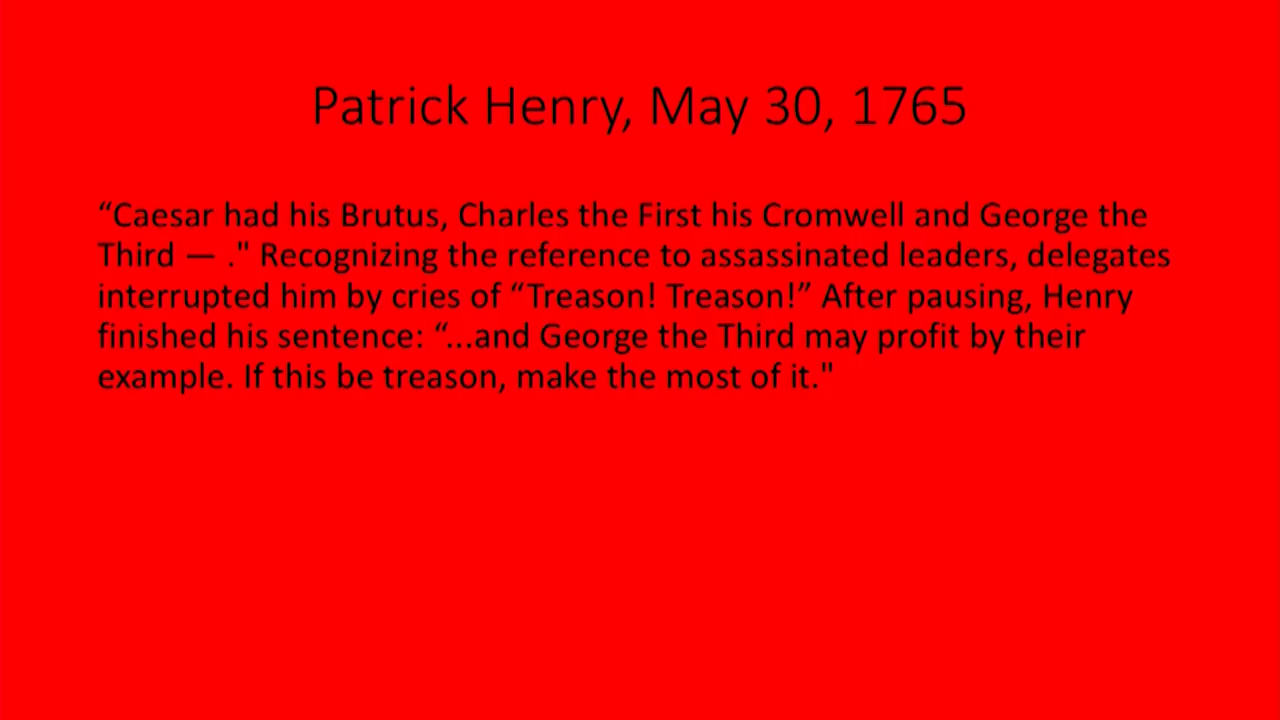 Patrick Henry, May 30, 1765
“Caesar had his Brutus, Charles the First his Cromwell and George the
Third — ." Recognizing the reference to assassinated leaders, delegates
interrupted him by cries of “Treason! Treason!” After pausing, Henry
finished his sentence: “...and George the Third may profit by their
example. If this be treason, make the most of it."